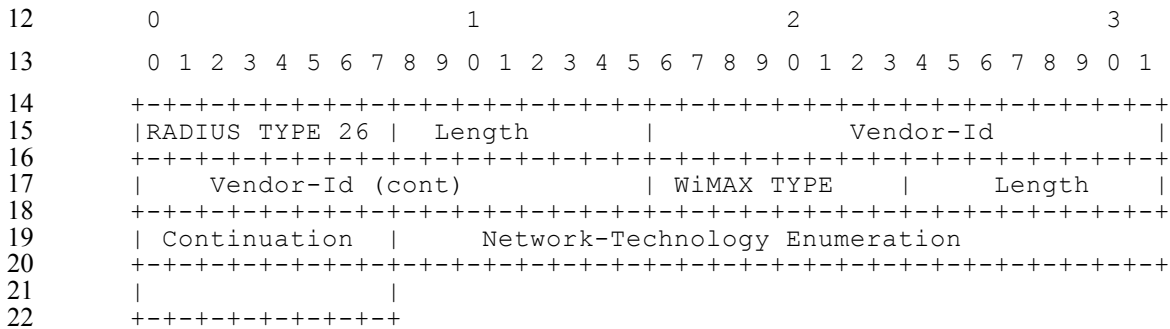 12 0                   1                   2                   3
13 0 1 2 3 4 5 6 7 8 9 0 1 2 3 4 5 6 7 8 9 0 1 2 3 4 5 6 7 8 9 0 1
14 +-+-+-+-+-+-+-+-+-+-+-+-+-+-+-+-+-+-+-+-+-+-+-+-+-+-+-+-+-+-+-+-+
15 |RADIUS TYPE 26 |  Length       |            Vendor-Id          |
16 +-+-+-+-+-+-+-+-+-+-+-+-+-+-+-+-+-+-+-+-+-+-+-+-+-+-+-+-+-+-+-+-+
17 |    Vendor-Id (cont)           | WiMAX TYPE    |     Length    |
18 +-+-+-+-+-+-+-+-+-+-+-+-+-+-+-+-+-+-+-+-+-+-+-+-+-+-+-+-+-+-+-+-+
19 | Continuation  |     Network-Technology Enumeration
20 +-+-+-+-+-+-+-+-+-+-+-+-+-+-+-+-+-+-+-+-+-+-+-+-+-+-+-+-+-+-+-+-+
21 |               |
22 +-+-+-+-+-+-+-+-+